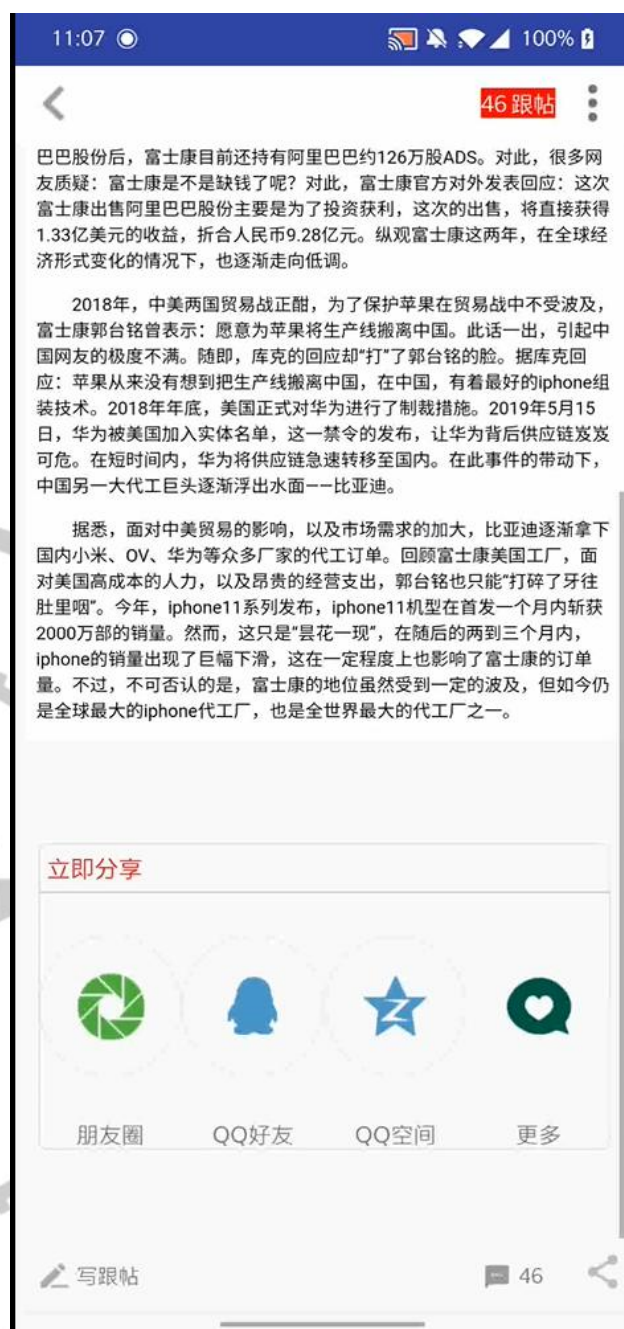 11:07
100%
46 跟帖
巴巴股份后，富士康目前还持有阿里巴巴约126万股ADS。对此，很多网
友质疑：富士康是不是缺钱了呢？对此，富士康官方对外发表回应：这次
富士康出售阿里巴巴股份主要是为了投资获利，这次的出售，将直接获得
1.33亿美元的收益，折合人民币9.28亿元。纵观富士康这两年，在全球经
济形式变化的情况下，也逐渐走向低调。
2018年，中美两国贸易战正酣，为了保护苹果在贸易战中不受波及，
富士康郭台铭曾表示：愿意为苹果将生产线搬离中国。此话一出，引起中
国网友的极度不满。随即，库克的回应却“打”了郭台铭的脸。据库克回
应：苹果从来没有想到把生产线搬离中国，在中国，有着最好的iphone组
装技术。2018年年底，美国正式对华为进行了制裁措施。2019年5月15
日，华为被美国加入实体名单，这一禁令的发布，让华为背后供应链岌岌
可危。在短时间内，华为将供应链急速转移至国内。在此事件的带动下，
中国另一大代工巨头逐渐浮出水面——比亚迪。
据悉，面对中美贸易的影响，以及市场需求的加大，比亚迪逐渐拿下
国内小米、OV、华为等众多厂家的代工订单。回顾富士康美国工厂，面
对美国高成本的人力，以及昂贵的经营支出，郭台铭也只能“打碎了牙往
肚里咽”。今年，iphone11系列发布，iphone11机型在首发一个月内斩获
2000万部的销量。然而，这只是“昙花一现”，在随后的两到三个月内，
iphone的销量出现了巨幅下滑，这在一定程度上也影响了富士康的订单
量。不过，不可否认的是，富士康的地位虽然受到一定的波及，但如今仍
是全球最大的iphone代工厂，也是全世界最大的代工厂之一。
立即分享
朋友圈 QQ好友 QQ空间 更多
写跟帖 46